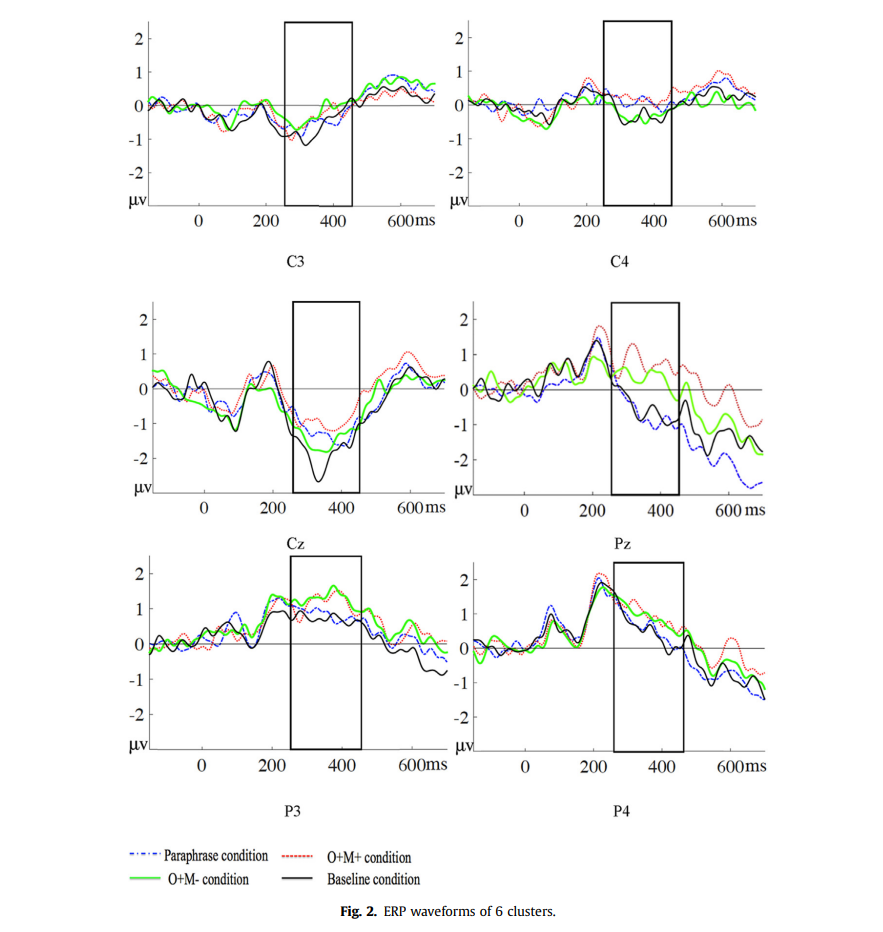 2 2
1 1
0 0
-1 -1
-2 -2
μv μv
0 200 400 600ms 0 200 400 600ms
C3 C4
2 2
1 1
0 0
-1 -1
-2 -2
μv μv
0 200 400 600ms 0 200 400 600ms
Cz Pz
2 2
1 1
0 0
-1 -1
-2 -2
μv μv
0 200 400 600ms 0 200 400 600ms
P3 P4
Paraphrase condition O+M+ condition
O+M- condition Baseline condition
Fig. 2. ERP waveforms of 6 clusters.